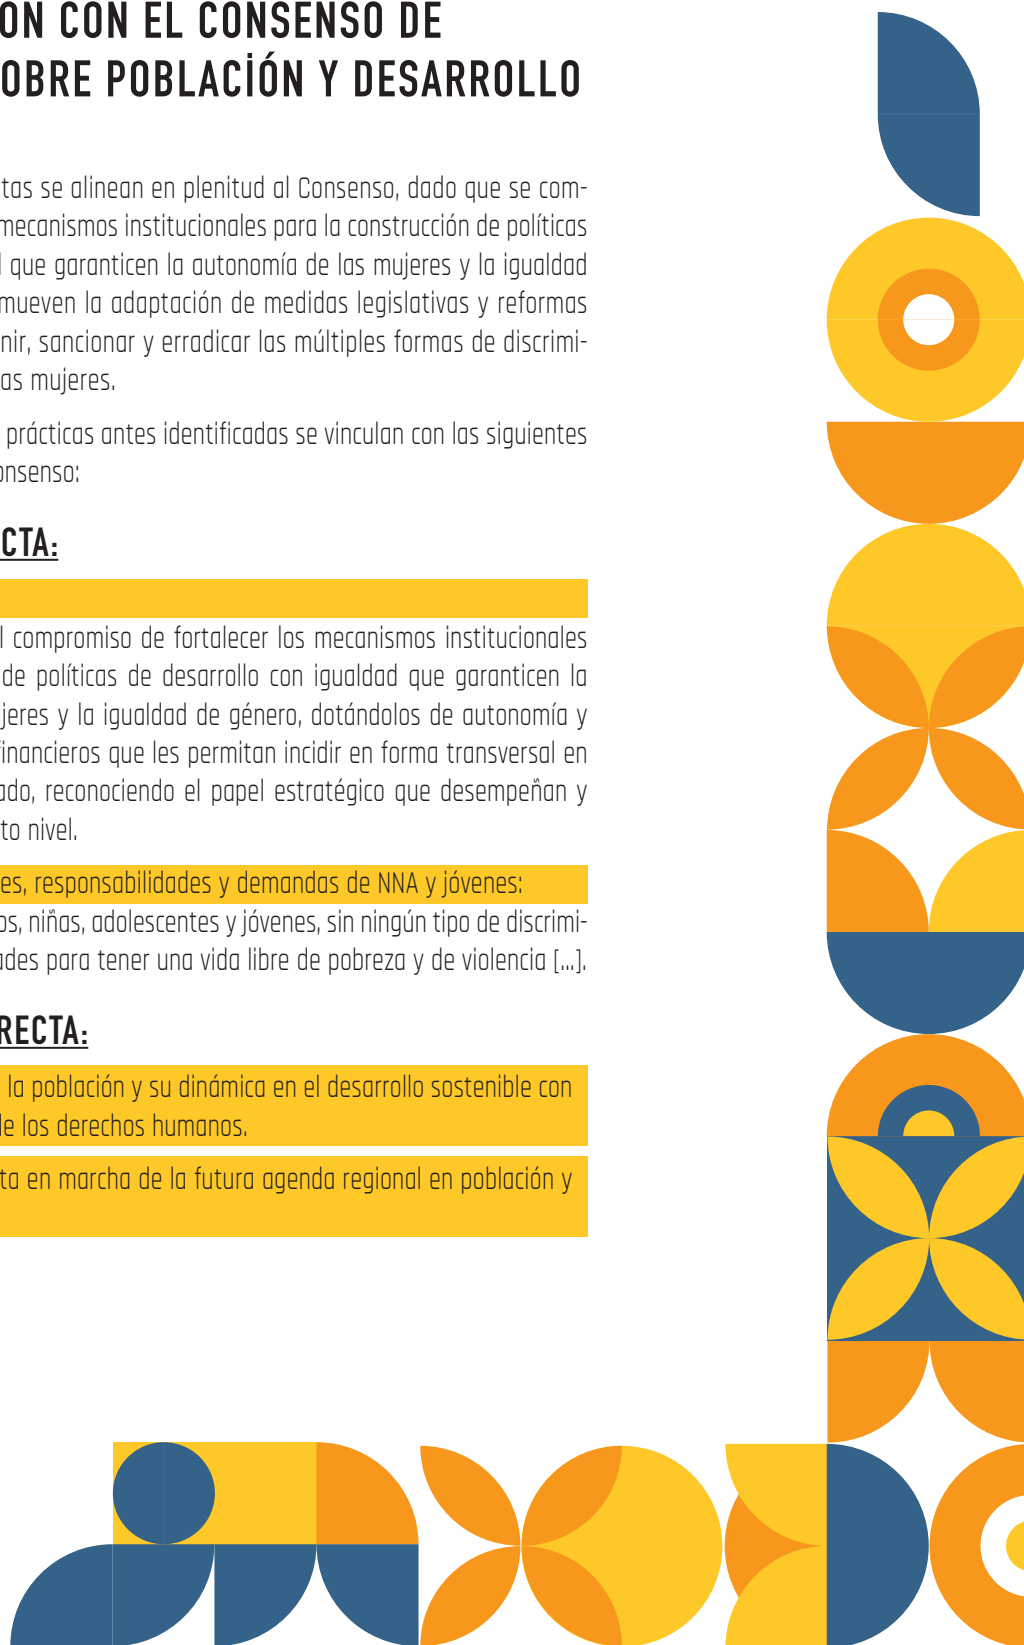 ON CON EL CONSENSO DE
OBRE POBLACIÓN Y DESARROLLO
tas se alinean en plenitud al Consenso, dado que se com-
mecanismos institucionales para la construcción de políticas
que garanticen la autonomía de las mujeres y la igualdad
mueven la adaptación de medidas legislativas y reformas
nir, sancionar y erradicar las múltiples formas de discrimi-
as mujeres.
prácticas antes identificadas se vinculan con las siguientes
onsenso:
CTA:
l compromiso de fortalecer los mecanismos institucionales
de políticas de desarrollo con igualdad que garanticen la
jeres y la igualdad de género, dotándolos de autonomía y
financieros que les permitan incidir en forma transversal en
ado, reconociendo el papel estratégico que desempeñan y
to nivel.
es, responsabilidades y demandas de NNA y jóvenes:
os, niñas, adolescentes y jóvenes, sin ningún tipo de discrimi-
ades para tener una vida libre de pobreza y de violencia [...].
RECTA:
la población y su dinámica en el desarrollo sostenible con
de los derechos humanos.
ta en marcha de la futura agenda regional en población y